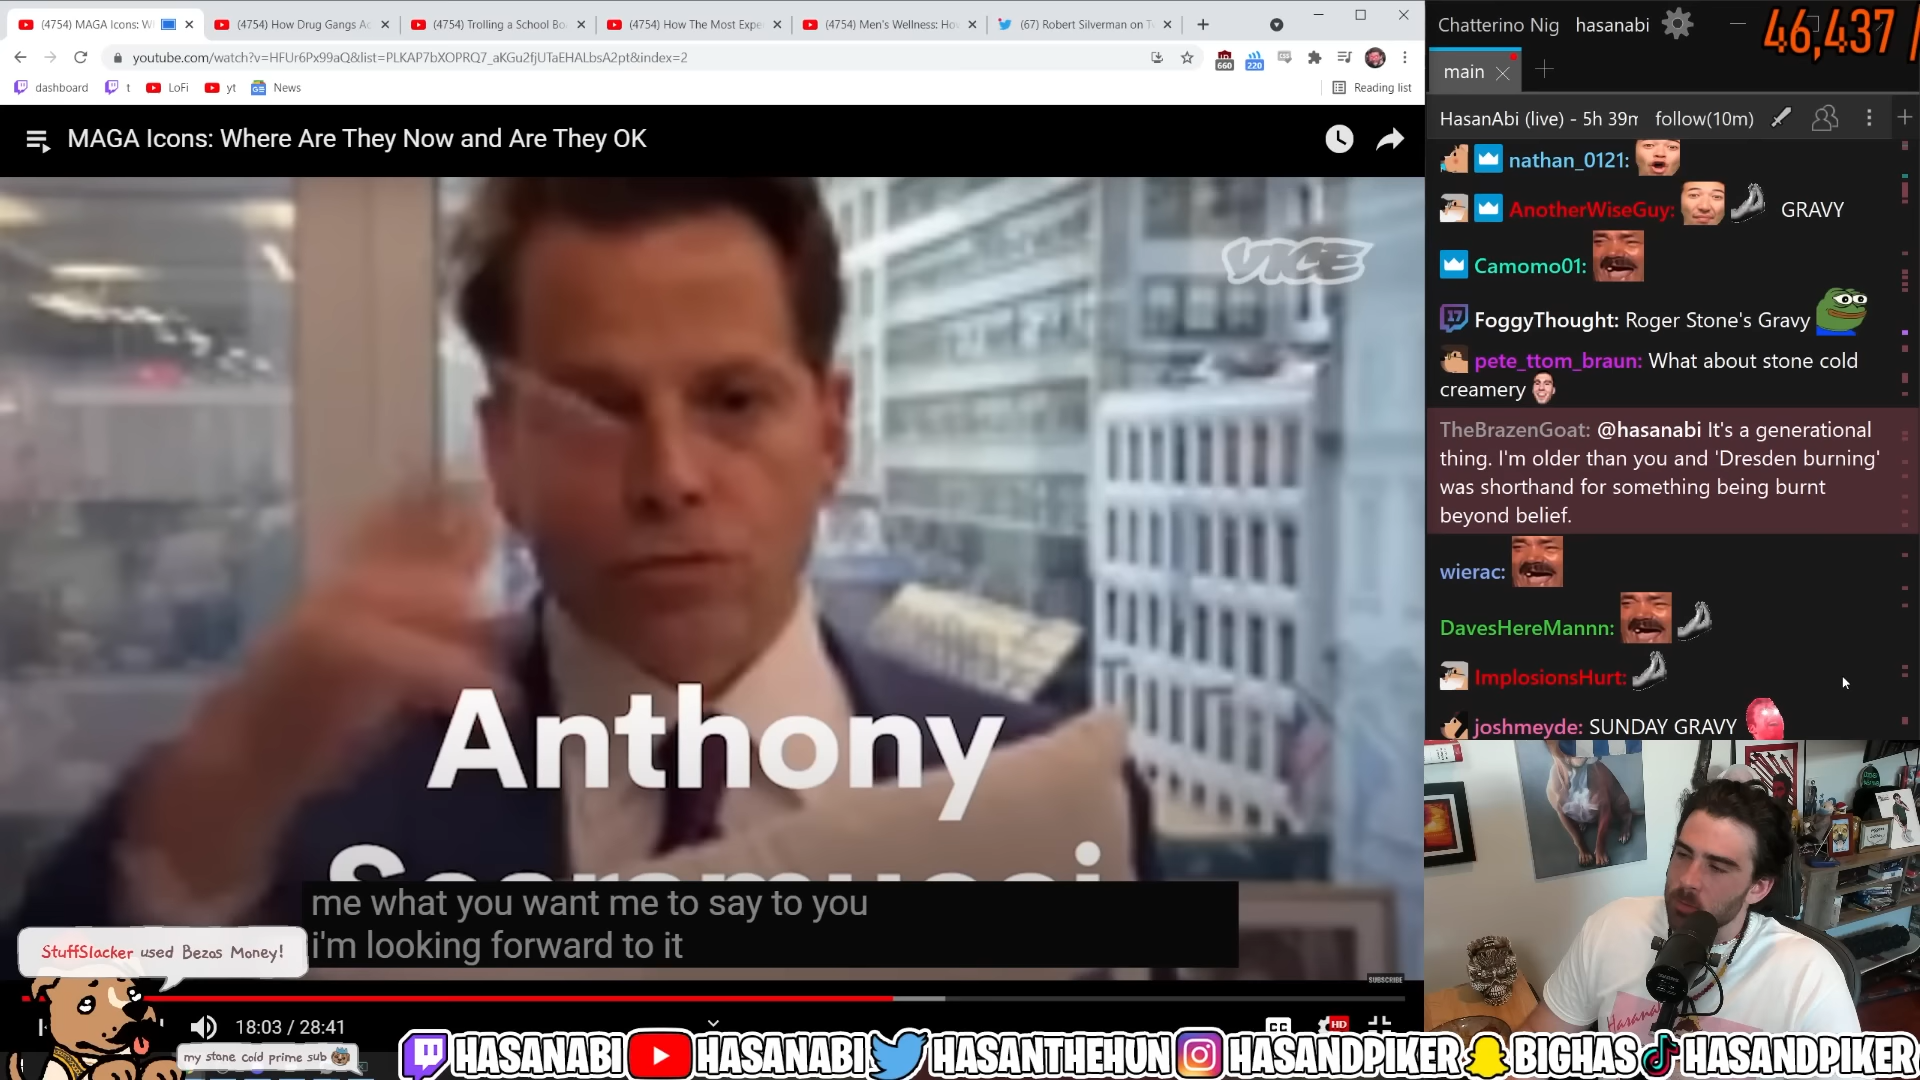 (4754) MAGA Icons: W
(4754) How Drug Gangs Ac
(4754) Trolling a School Bo
(4754) How The Most Expe
(4754) Men's Wellness: Ho
(67) Robert Silverman on T
youtube.com/watch?v=HFUr6Px99aQ&list=PLKAP7bXOPRQ7_aKGu2fjUTaEHALbsA2pt&index=2
660
220
dashboard
t
LoFi
yt
News
Reading list
MAGA Icons: Where Are They Now and Are They OK
VICE
Anthony
Scaramucci
me what you want me to say to you
i'm looking forward to it
SUBSCRIBE
StuffSlacker used Bezos Money!
18:03 / 28:41
CC
HD
my stone cold prime sub
HASANABI
HASANABI
HASANTHEHUN
HASANDPIKER
BIGHAS
HASANDPIKER
Chatterino Nig
hasanabi
46,437 /
main
HasanAbi (live) - 5h 39m
follow(10m)
nathan_0121:
AnotherWiseGuy: GRAVY
Camomo01:
17 FoggyThought: Roger Stone's Gravy
pete_ttom_braun: What about stone cold
creamery
TheBrazenGoat: @hasanabi It's a generational
thing. I'm older than you and 'Dresden burning'
was shorthand for something being burnt
beyond belief.
wierac:
DavesHereMannn:
ImplosionsHurt:
joshmeyde: SUNDAY GRAVY